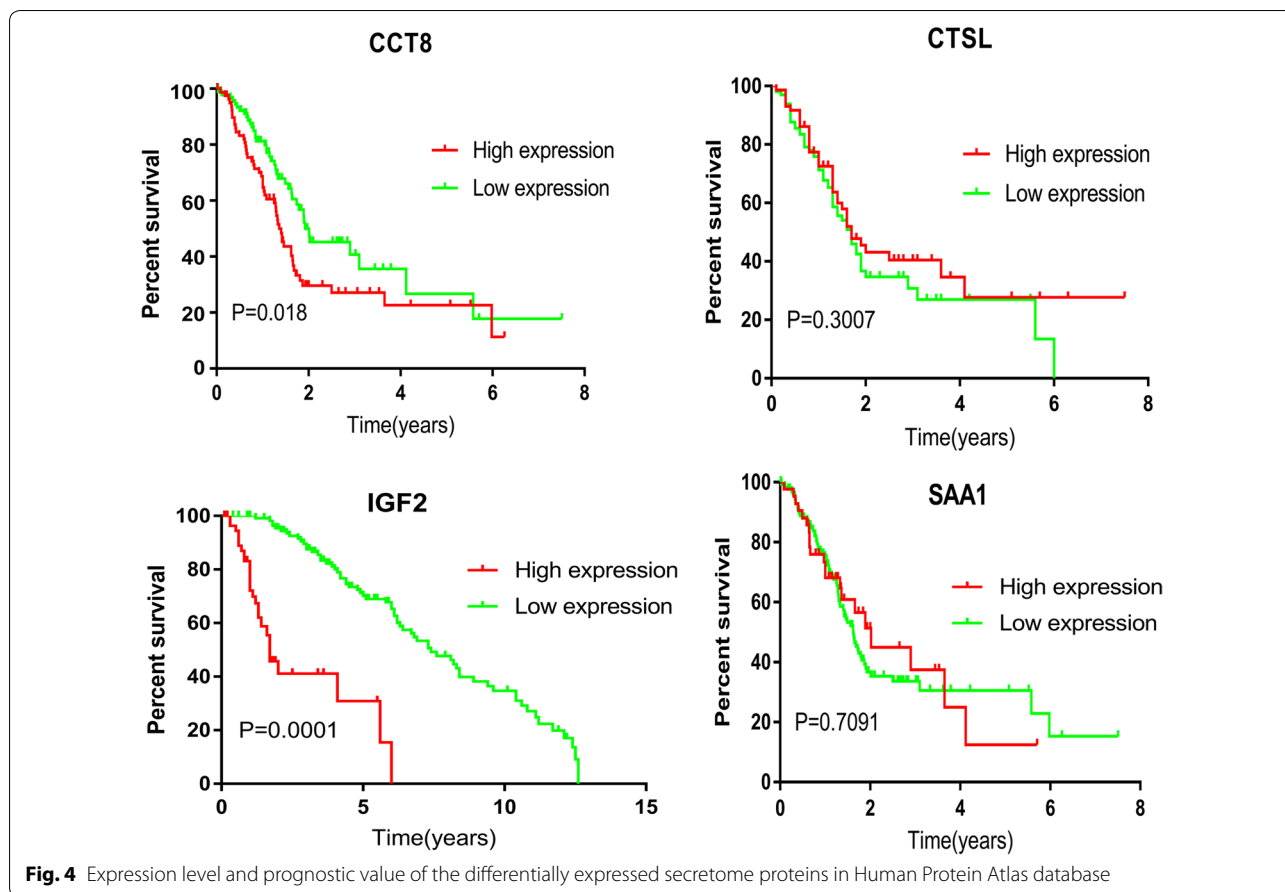 CCT8
Percent survival
100
80
60
40
20
0
0 2 4 6 8
Time(years)
High expression
Low expression
P=0.018
CTSL
Percent survival
100
80
60
40
20
0
0 2 4 6 8
Time(years)
High expression
Low expression
P=0.3007
IGF2
Percent survival
100
80
60
40
20
0
0 5 10 15
Time(years)
High expression
Low expression
P=0.0001
SAA1
Percent survival
100
80
60
40
20
0
0 2 4 6 8
Time(years)
High expression
Low expression
P=0.7091
Fig. 4 Expression level and prognostic value of the differentially expressed secretome proteins in Human Protein Atlas database